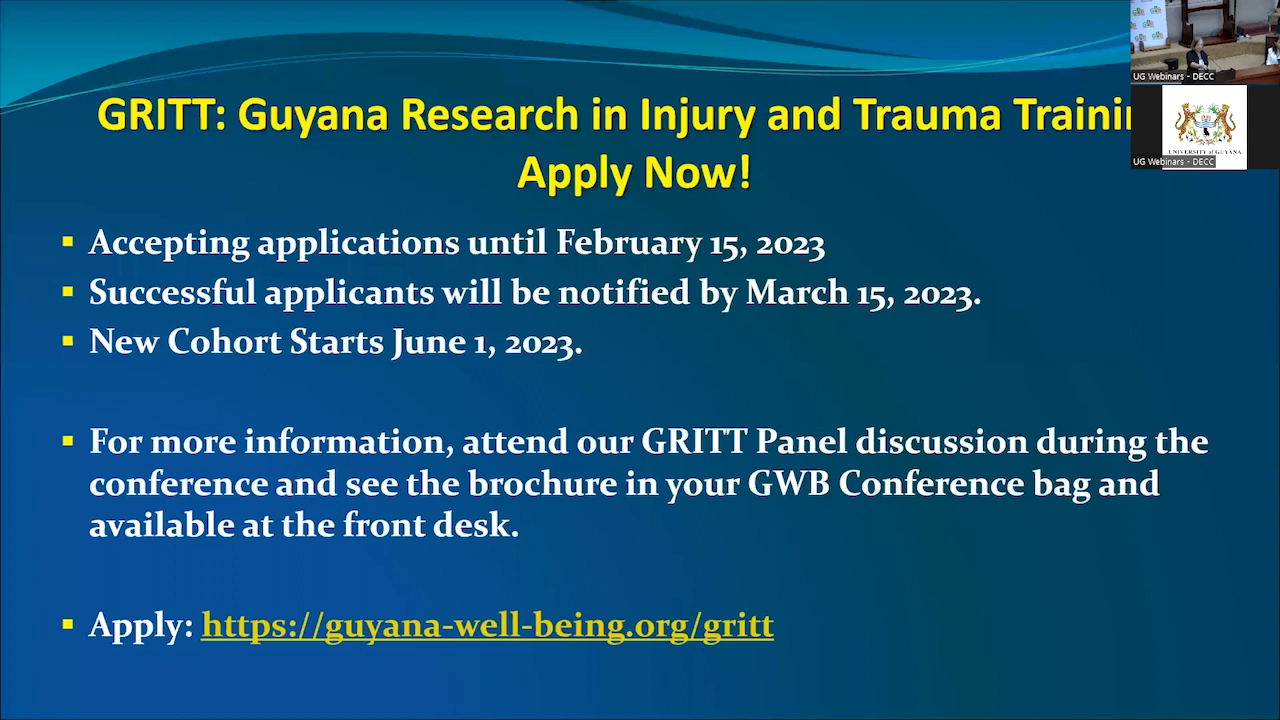 GRITT: Guyana Research in Injury and Trauma Trainin
Apply Now!
▪ Accepting applications until February 15, 2023
▪ Successful applicants will be notified by March 15, 2023.
▪ New Cohort Starts June 1, 2023.
▪ For more information, attend our GRITT Panel discussion during the
conference and see the brochure in your GWB Conference bag and
available at the front desk.
▪ Apply: https://guyana-well-being.org/gritt
UG Webinars - DECC
UNIVERSITY of GUYANA
UG Webinars - DECC